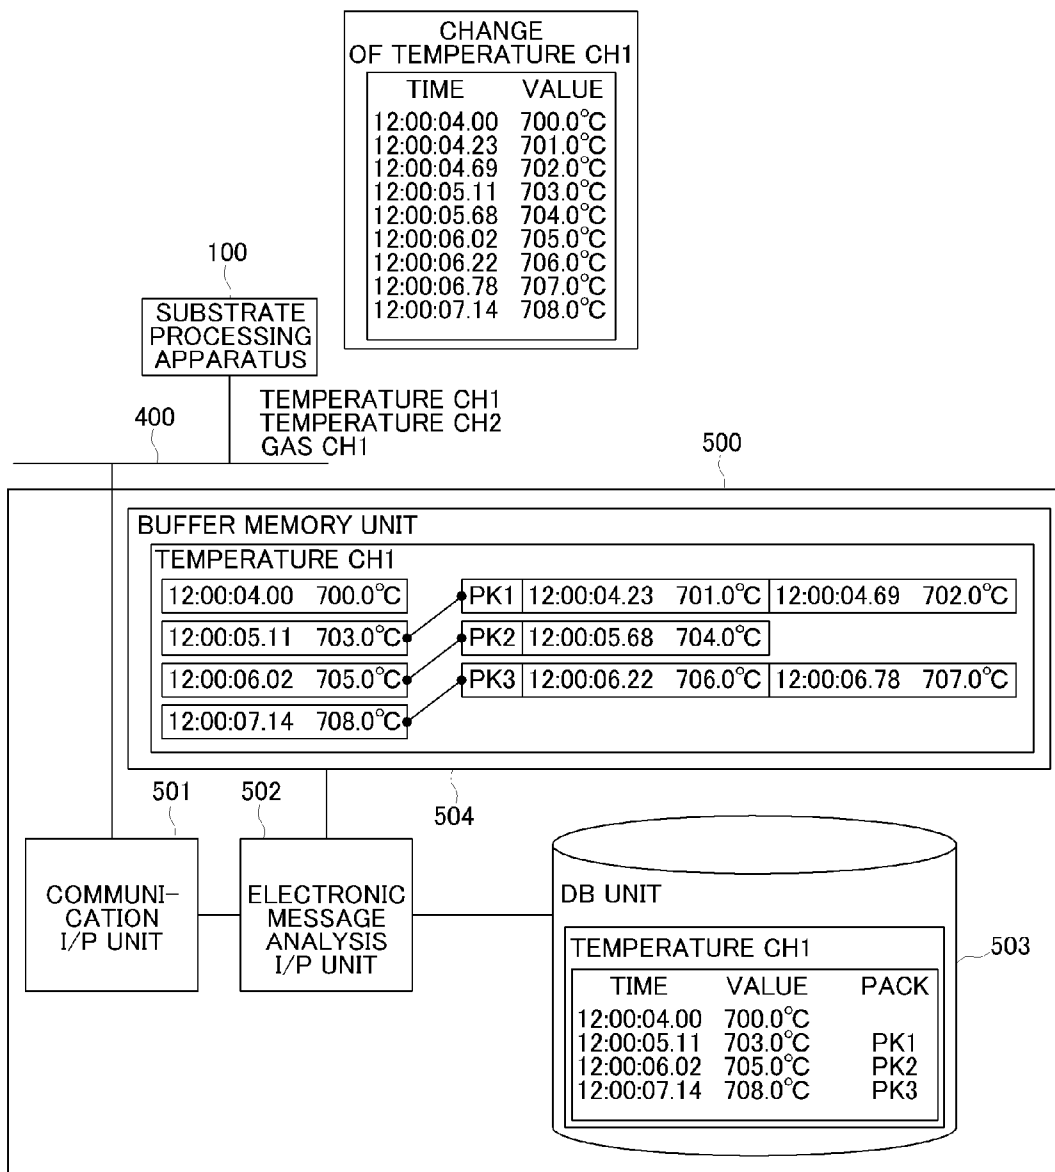 CHANGE
OF TEMPERATURE CH1
TIME VALUE
12:00:04.00 700.0°C
12:00:04.23 701.0°C
12:00:04.69 702.0°C
12:00:05.11 703.0°C
12:00:05.68 704.0°C
12:00:06.02 705.0°C
12:00:06.22 706.0°C
12:00:06.78 707.0°C
12:00:07.14 708.0°C
100
SUBSTRATE
PROCESSING
APPARATUS
TEMPERATURE CH1
TEMPERATURE CH2
GAS CH1
400
500
BUFFER MEMORY UNIT
TEMPERATURE CH1
12:00:04.00 700.0°C PK1 12:00:04.23 701.0°C 12:00:04.69 702.0°C
12:00:05.11 703.0°C PK2 12:00:05.68 704.0°C
12:00:06.02 705.0°C PK3 12:00:06.22 706.0°C 12:00:06.78 707.0°C
12:00:07.14 708.0°C
501
502
504
COMMUNI-
CATION
I/P UNIT
ELECTRONIC
MESSAGE
ANALYSIS
I/P UNIT
DB UNIT
503
TEMPERATURE CH1
TIME VALUE PACK
12:00:04.00 700.0°C
12:00:05.11 703.0°C PK1
12:00:06.02 705.0°C PK2
12:00:07.14 708.0°C PK3